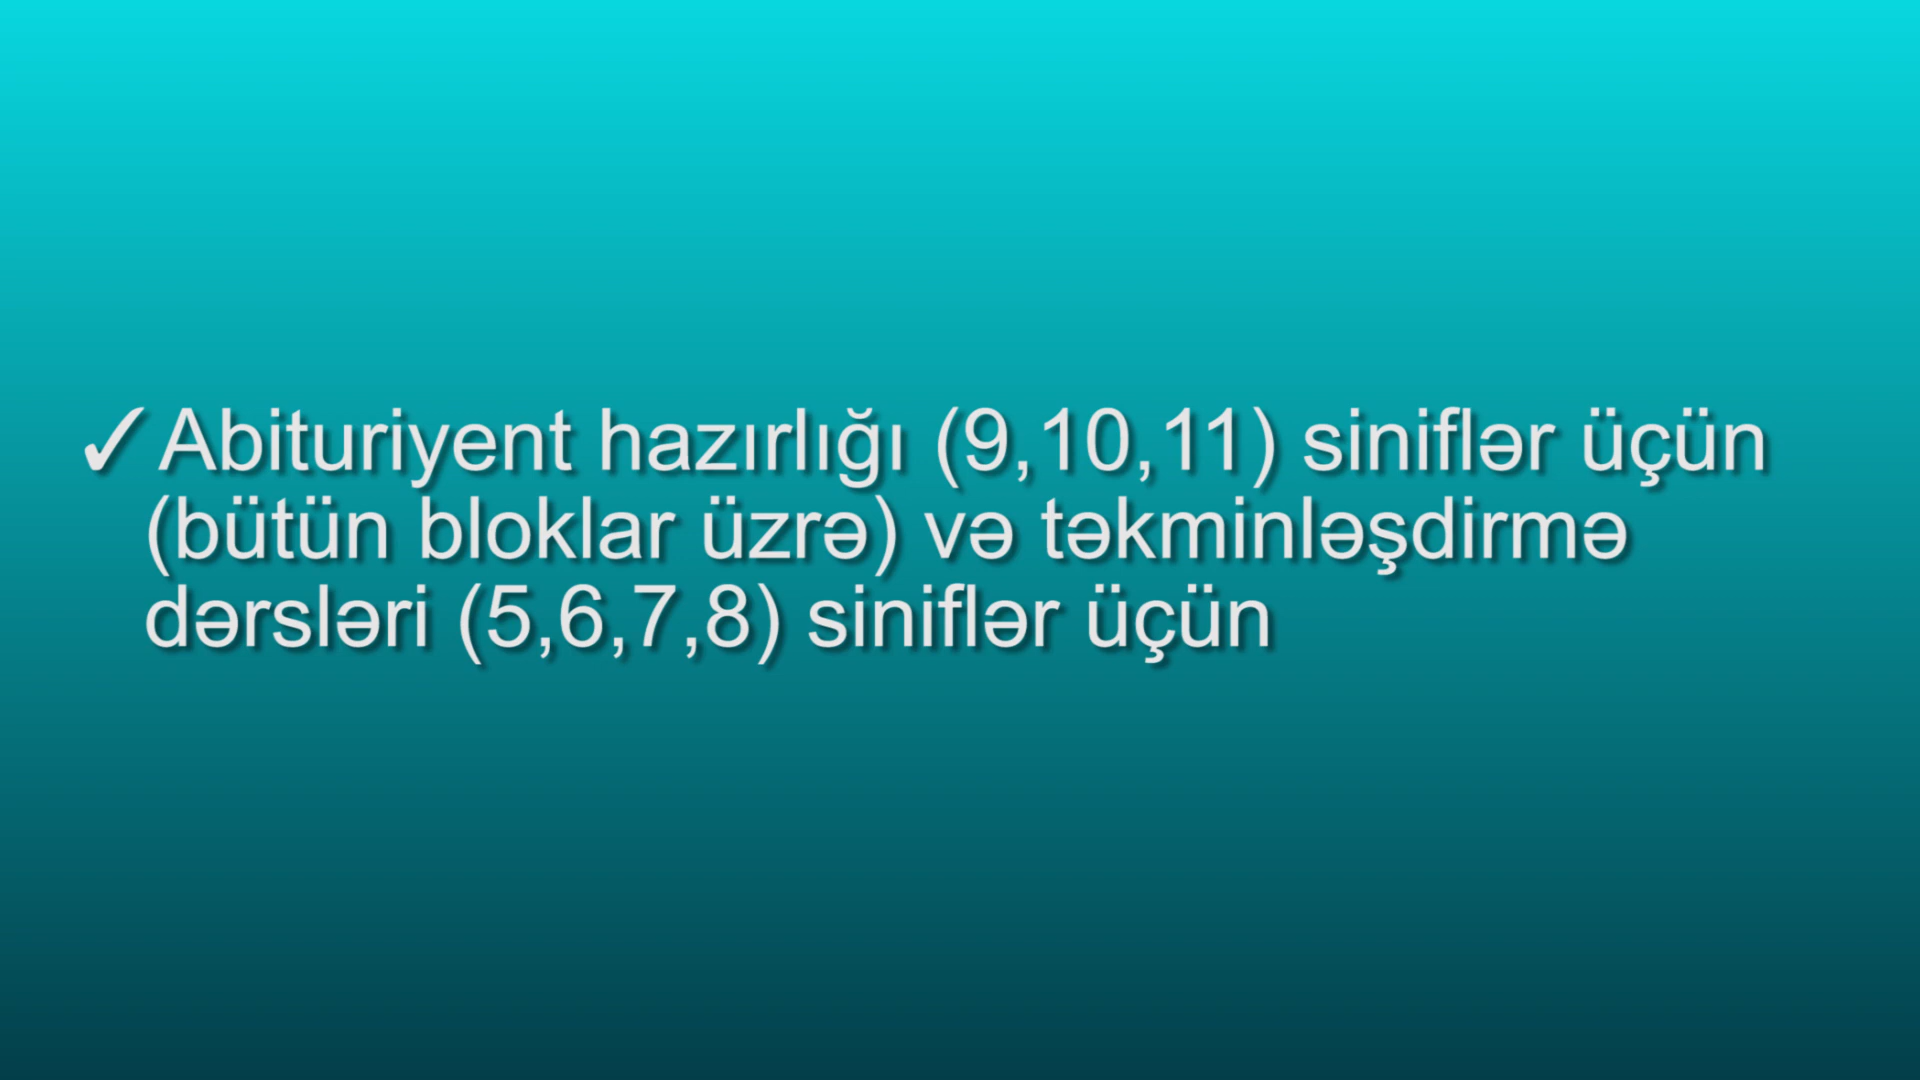 ✓Abituriyent hazırlığı (9,10,11) siniflər üçün
(bütün bloklar üzrə) və təkminləşdirmə
dərsləri (5,6,7,8) siniflər üçün